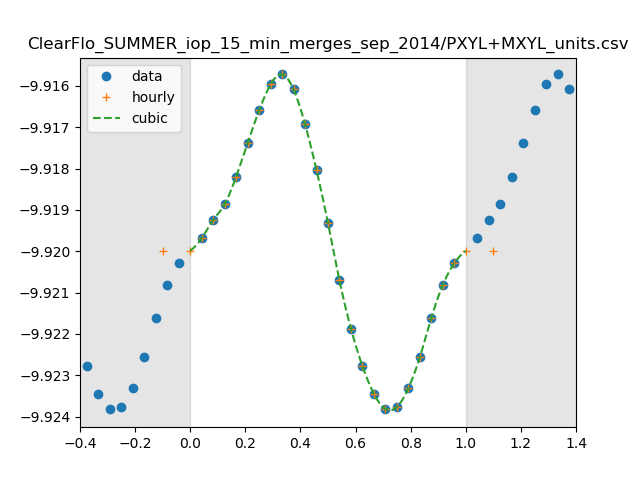 ClearFlo_SUMMER_iop_15_min_merges_sep_2014/PXYL+MXYL_units.csv
data
hourly
cubic
−9.916
−9.917
−9.918
−9.919
−9.920
−9.921
−9.922
−9.923
−9.924
−0.4 −0.2 0.0 0.2 0.4 0.6 0.8 1.0 1.2 1.4